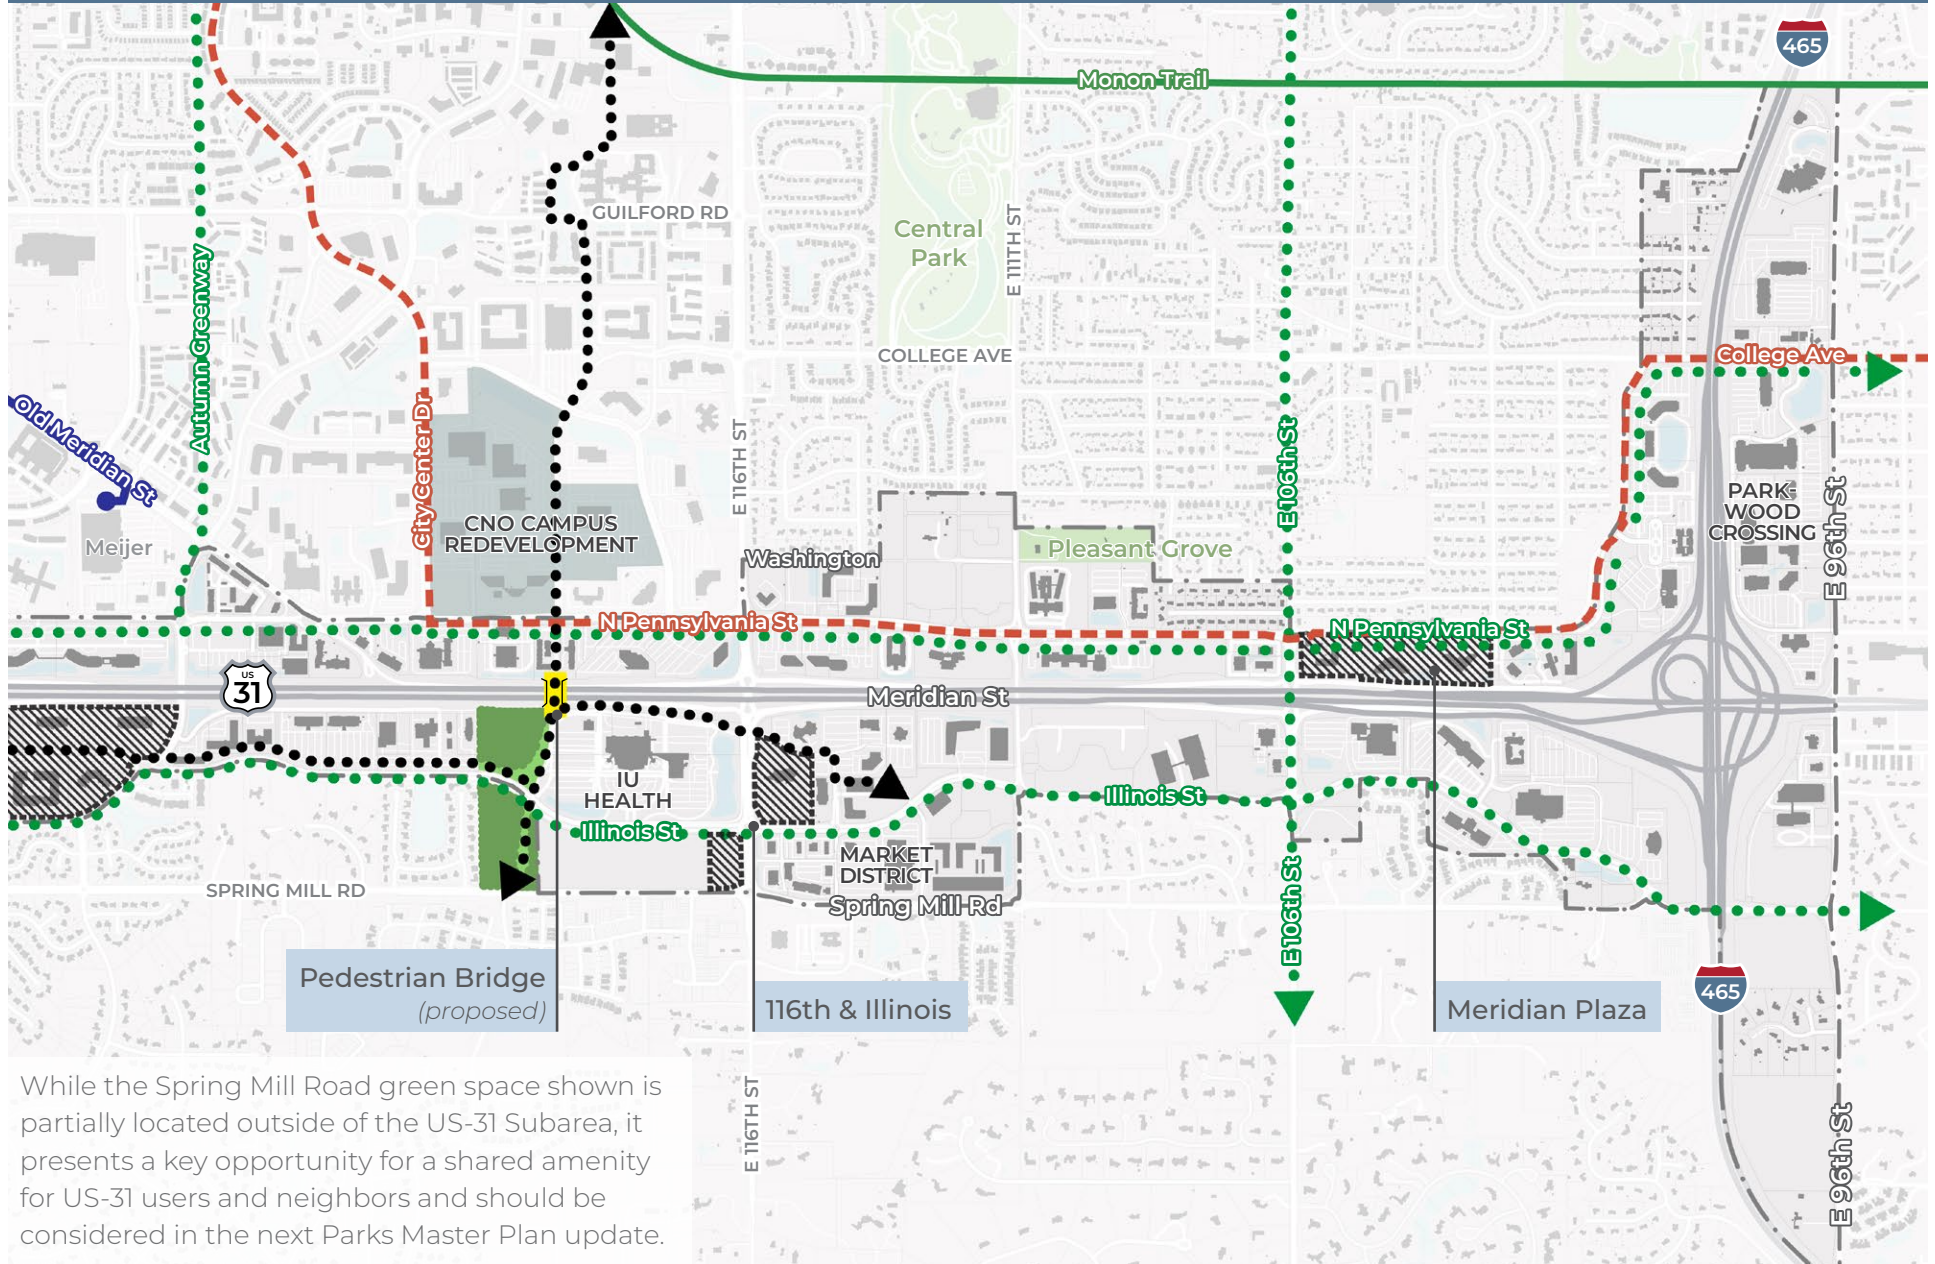 465
Monon Trail
GUILFORD RD
Central
Park
E 111TH ST
Autumn Greenway
COLLEGE AVE
College Ave
Old Meridian St
City Center Dr
E 116TH ST
E 106th St
PARK-
WOOD
CROSSING
E 96th St
CNO CAMPUS
REDEVELOPMENT
Meijer
Washington
Pleasant Grove
N Pennsylvania St
N Pennsylvania St
US
31
Meridian St
IU
HEALTH
Illinois St
Illinois St
MARKET
DISTRICT
SPRING MILL RD
Spring Mill Rd
E 106th St
Pedestrian Bridge
(proposed)
116th & Illinois
Meridian Plaza
465
While the Spring Mill Road green space shown is
partially located outside of the US-31 Subarea, it
presents a key opportunity for a shared amenity
for US-31 users and neighbors and should be
considered in the next Parks Master Plan update.
E 116TH ST
E 96th St